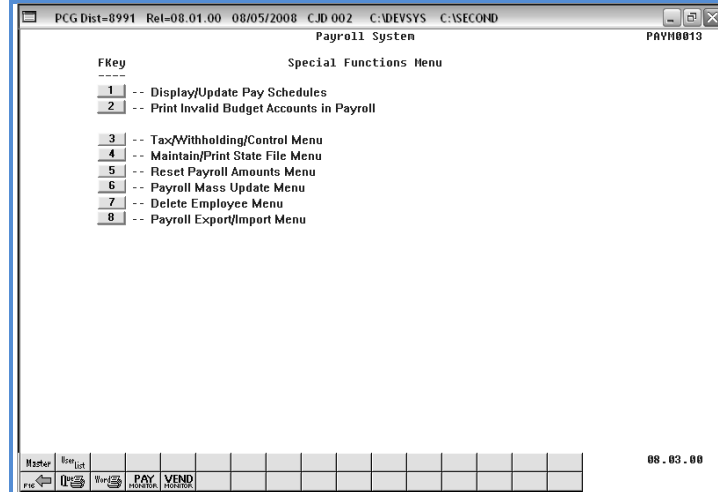 PCG Dist=8991 Rel=08.01.00 08/05/2008 CJD 002 C:\DEVSYS C:\SECOND
Payroll System PAYM0013
FKey Special Functions Menu
----
1 -- Display/Update Pay Schedules
2 -- Print Invalid Budget Accounts in Payroll
3 -- Tax/Withholding/Control Menu
4 -- Maintain/Print State File Menu
5 -- Reset Payroll Amounts Menu
6 -- Payroll Mass Update Menu
7 -- Delete Employee Menu
8 -- Payroll Export/Import Menu
Master User List 08.03.00
F16 Que Word PAY MONITOR VEND MONITOR